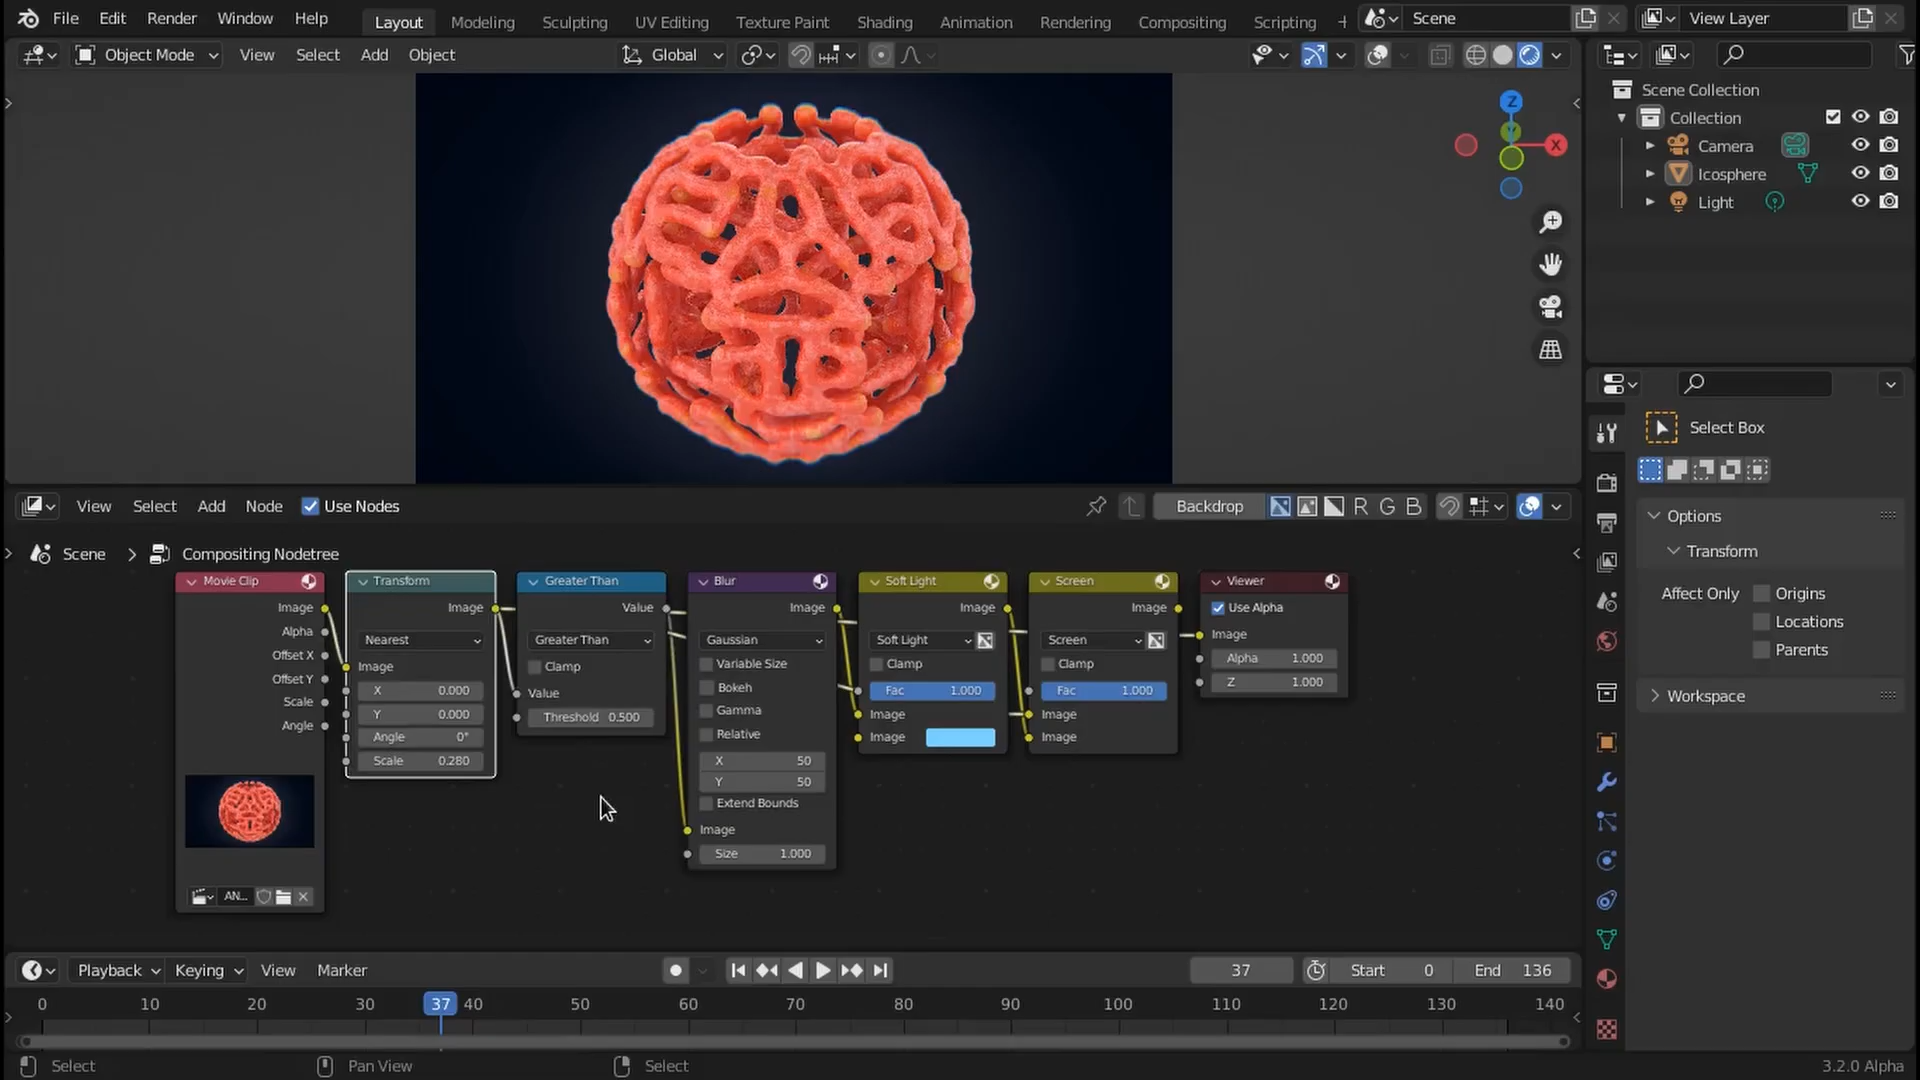 File Edit Render Window Help Layout Modeling Sculpting UV Editing Texture Paint Shading Animation Rendering Compositing Scripting + Scene View Layer
Object Mode View Select Add Object Global
Z
X
Scene Collection
Collection
Camera
Icosphere
Light
Select Box
Options
Transform
Affect Only Origins
Locations
Parents
Workspace
View Select Add Node Use Nodes Backdrop R G B
Scene > Compositing Nodetree
Movie Clip
Image
Alpha
Offset X
Offset Y
Scale
Angle
AN...
Transform
Image
Nearest
Image
X 0.000
Y 0.000
Angle 0°
Scale 0.280
Greater Than
Value
Greater Than
Clamp
Value
Threshold 0.500
Blur
Image
Gaussian
Variable Size
Bokeh
Gamma
Relative
X 50
Y 50
Extend Bounds
Image
Size 1.000
Soft Light
Image
Soft Light
Clamp
Fac 1.000
Image
Image
Screen
Image
Screen
Clamp
Fac 1.000
Image
Image
Viewer
Use Alpha
Image
Alpha 1.000
Z 1.000
Playback Keying View Marker 37 Start 0 End 136
0 10 20 30 37 40 50 60 70 80 90 100 110 120 130 140
Select Pan View Select 3.2.0 Alpha